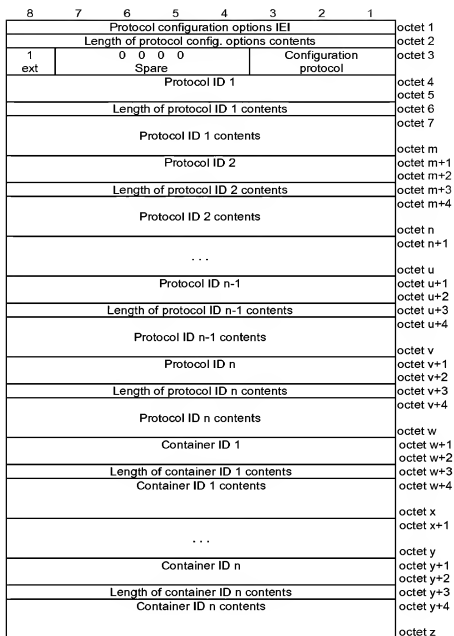 8 7 6 5 4 3 2 1
Protocol configuration options IEI octet 1
Length of protocol config. options contents octet 2
1 0 0 0 0 Configuration octet 3
ext Spare protocol
Protocol ID 1 octet 4
octet 5
Length of protocol ID 1 contents octet 6
octet 7
Protocol ID 1 contents
octet m
Protocol ID 2 octet m+1
octet m+2
Length of protocol ID 2 contents octet m+3
octet m+4
Protocol ID 2 contents
octet n
octet n+1
. . .
octet u
Protocol ID n-1 octet u+1
octet u+2
Length of protocol ID n-1 contents octet u+3
octet u+4
Protocol ID n-1 contents
octet v
Protocol ID n octet v+1
octet v+2
Length of protocol ID n contents octet v+3
octet v+4
Protocol ID n contents
octet w
Container ID 1 octet w+1
octet w+2
Length of container ID 1 contents octet w+3
Container ID 1 contents octet w+4
octet x
octet x+1
. . .
octet y
Container ID n octet y+1
octet y+2
Length of container ID n contents octet y+3
Container ID n contents octet y+4
octet z